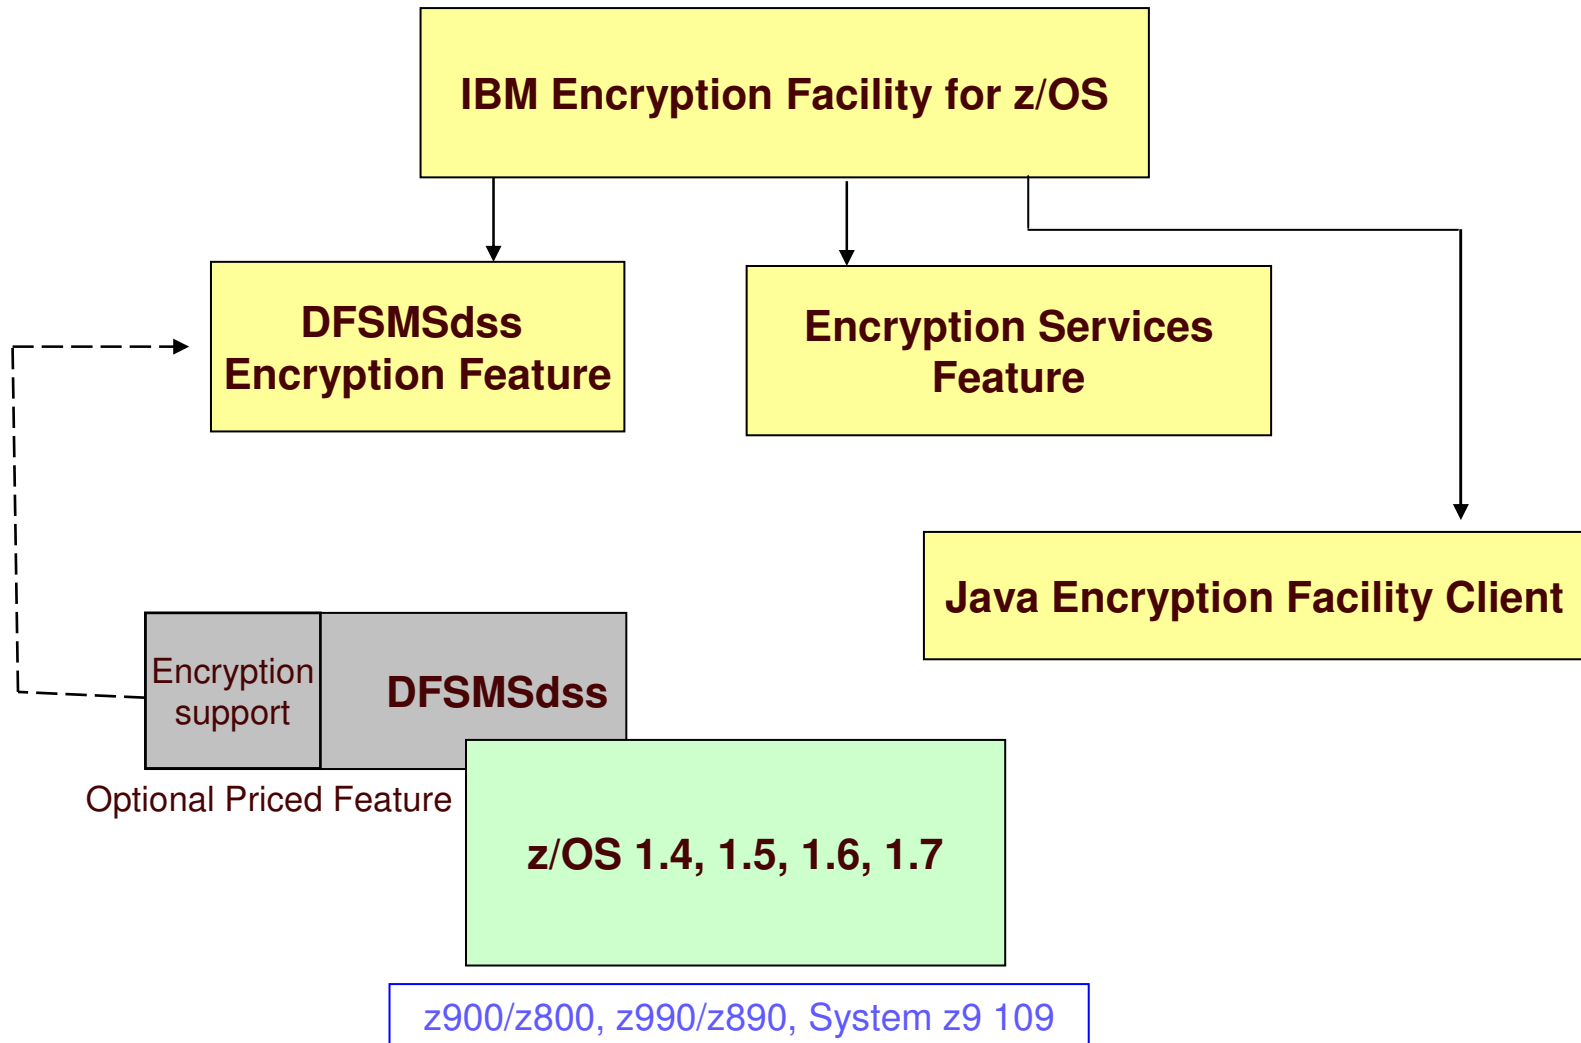 IBM Encryption Facility for z/OS
DFSMSdss
Encryption Feature
Encryption Services
Feature
Java Encryption Facility Client
Encryption
support
DFSMSdss
Optional Priced Feature
z/OS 1.4, 1.5, 1.6, 1.7
z900/z800, z990/z890, System z9 109